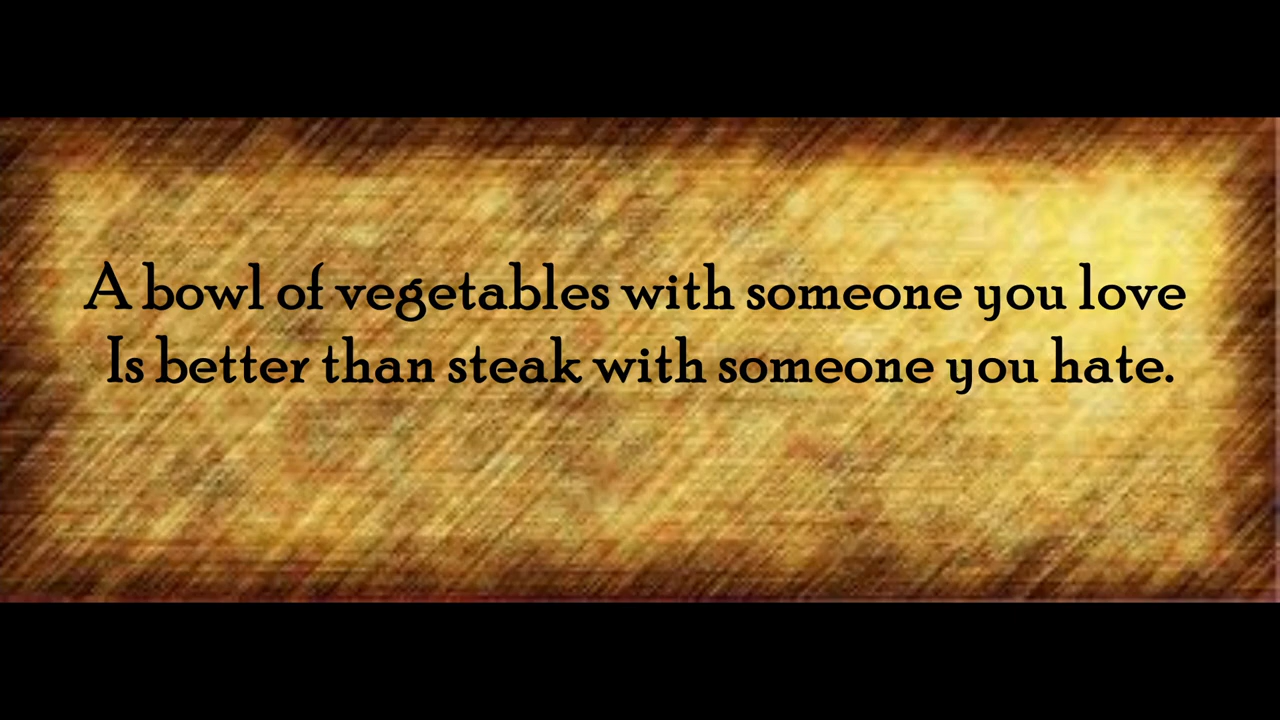 A bowl of vegetables with someone you love
Is better than steak with someone you hate.